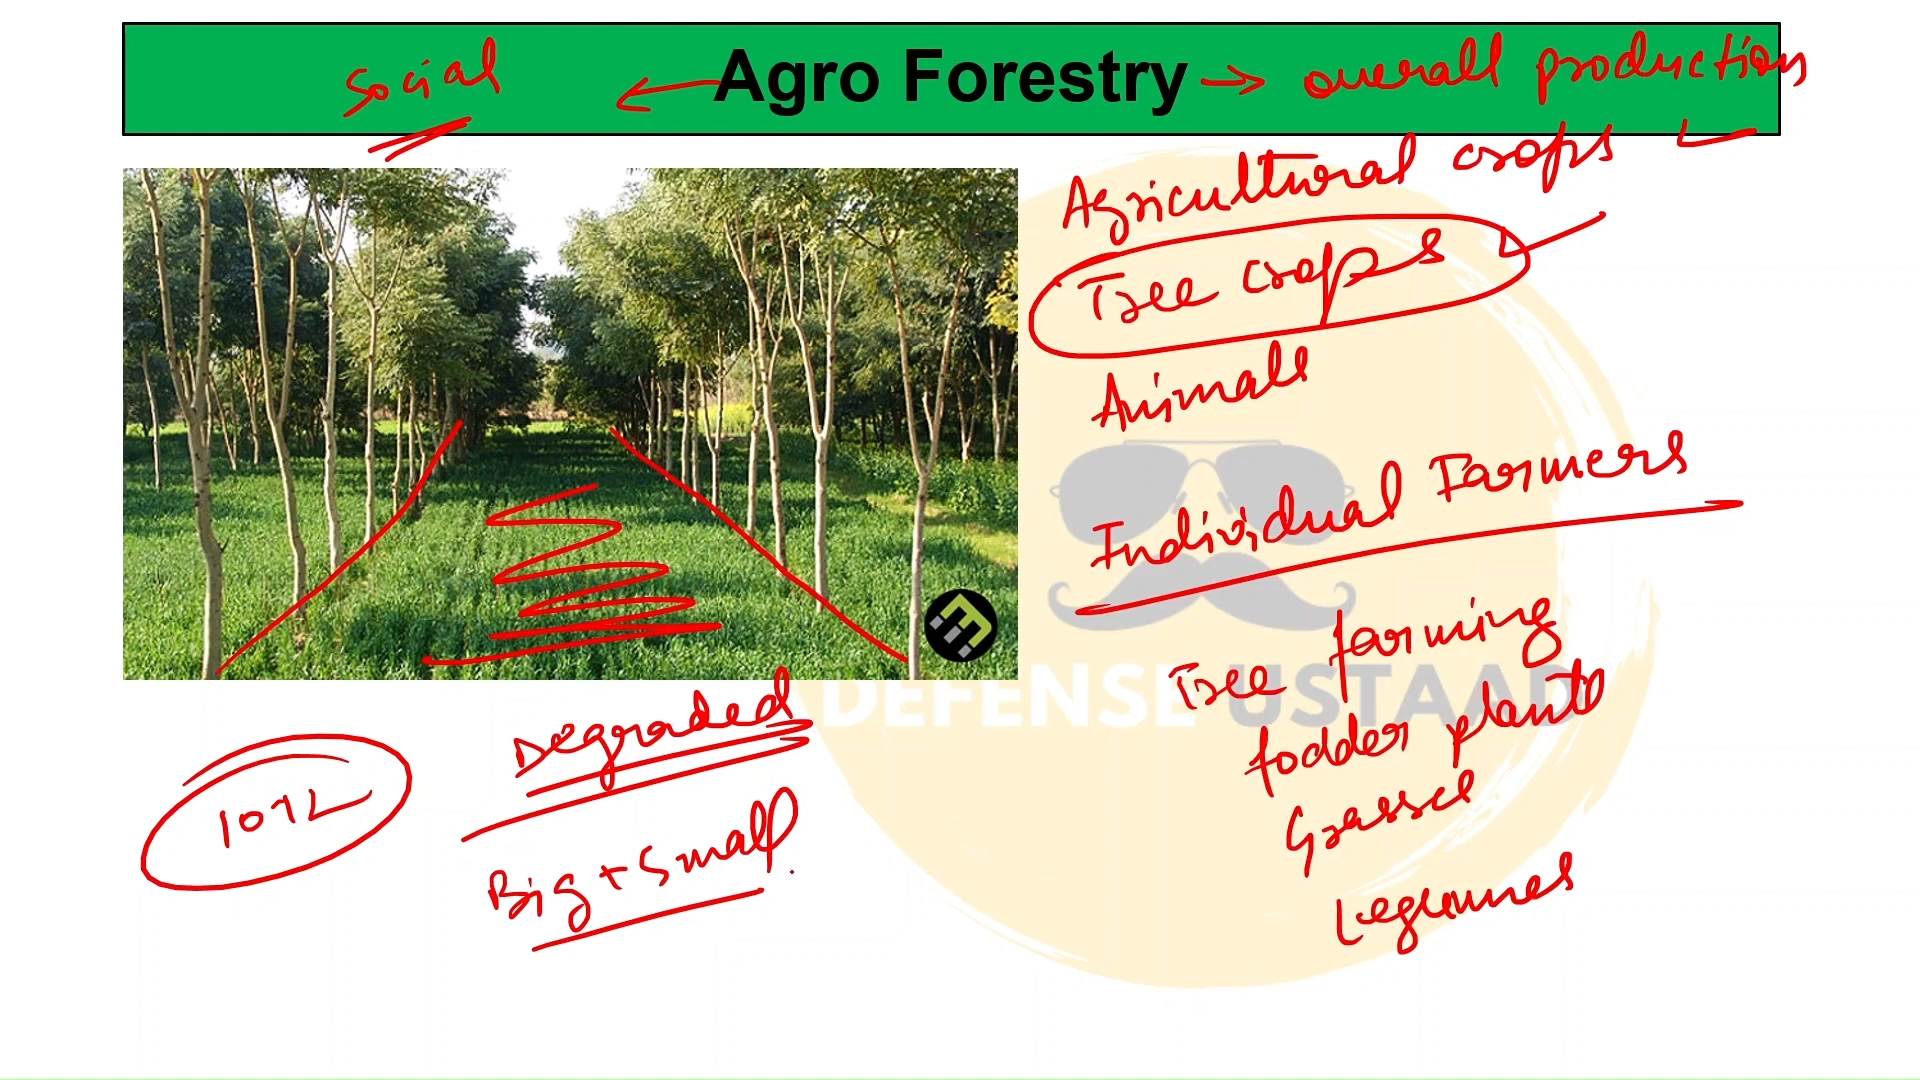 Social ← Agro Forestry → overall production
Agricultural crops
Tree crops
Animals
Individual Farmers
Tree farming
fodder plants
Grasses
Legumes
DEFENSE USTAAD
Degraded
Big + Small